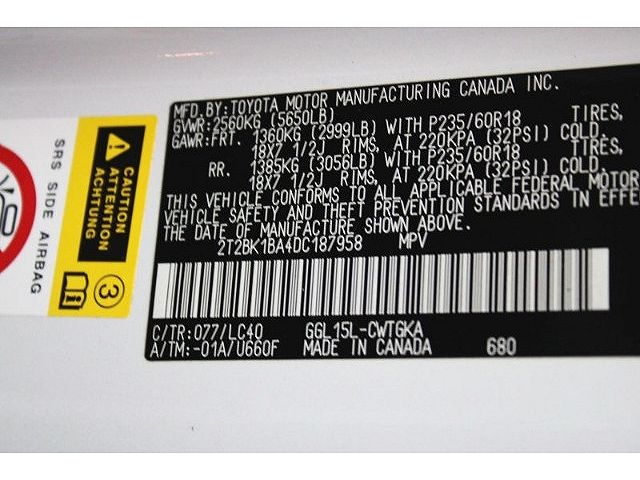 MFD.BY:TOYOTA MOTOR MANUFACTURING CANADA INC.
GVWR:2560KG (5650LB)
GAWR:FRT. 1360KG (2999LB) WITH P235/60R18 TIRES,
18X7 1/2J RIMS, AT 220KPA (32PSI) COLD.
RR. 1385KG (3056LB) WITH P235/60R18 TIRES,
18X7 1/2J RIMS, AT 220KPA (32PSI) COLD.
THIS VEHICLE CONFORMS TO ALL APPLICABLE FEDERAL MOTOR
VEHICLE SAFETY AND THEFT PREVENTION STANDARDS IN EFFE
THE DATE OF MANUFACTURE SHOWN ABOVE.
2T2BK1BA4DC187958 MPV
C/TR:077/LC40 GGL15L-CWTGKA
A/TM:-01A/U660F MADE IN CANADA 680
SRS SIDE AIRBAG
CAUTION
ATTENTION
ACHTUNG
3